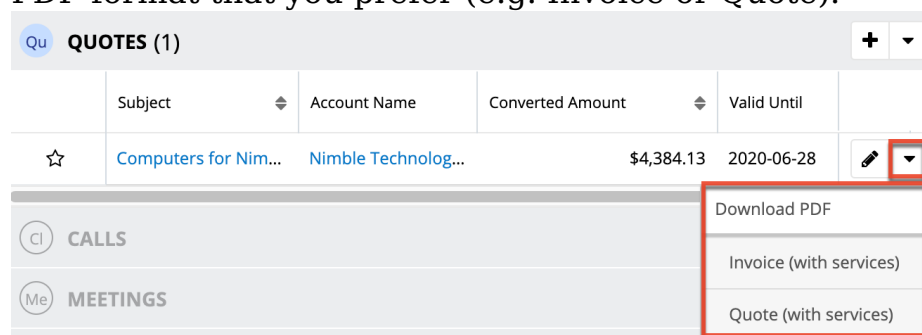 PDF format that you prefer (e.g. Invoice or Quote).
Qu QUOTES (1)
Subject Account Name Converted Amount Valid Until
Computers for Nim... Nimble Technolog... $4,384.13 2020-06-28
Download PDF
Cl CALLS
Invoice (with services)
Me MEETINGS
Quote (with services)